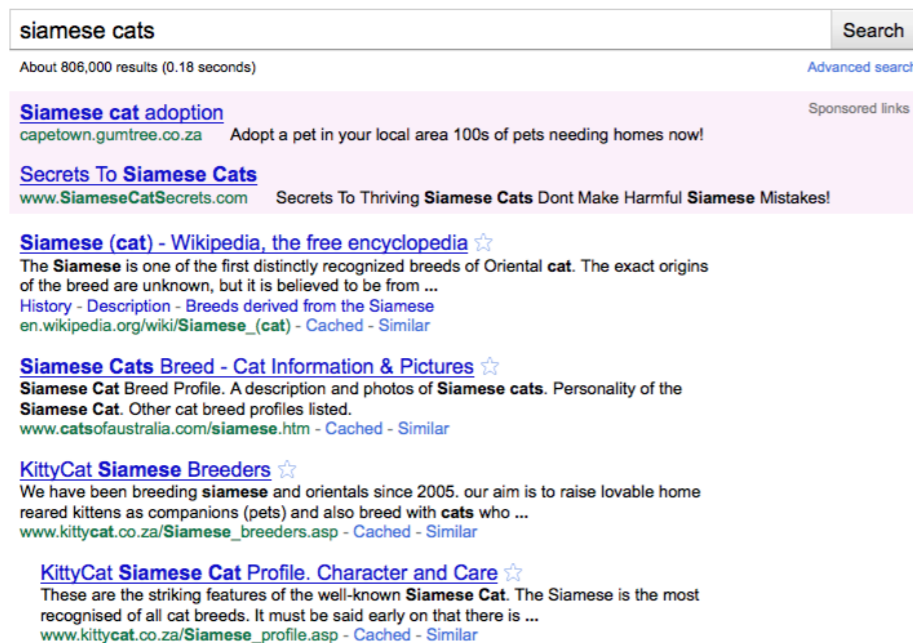 siamese cats
Search
About 806,000 results (0.18 seconds)
Advanced search
Siamese cat adoption
Sponsored links
capetown.gumtree.co.za Adopt a pet in your local area 100s of pets needing homes now!
Secrets To Siamese Cats
www.SiameseCatSecrets.com Secrets To Thriving Siamese Cats Dont Make Harmful Siamese Mistakes!
Siamese (cat) - Wikipedia, the free encyclopedia
The Siamese is one of the first distinctly recognized breeds of Oriental cat. The exact origins
of the breed are unknown, but it is believed to be from ...
History - Description - Breeds derived from the Siamese
en.wikipedia.org/wiki/Siamese_(cat) - Cached - Similar
Siamese Cats Breed - Cat Information & Pictures
Siamese Cat Breed Profile. A description and photos of Siamese cats. Personality of the
Siamese Cat. Other cat breed profiles listed.
www.catsofaustralia.com/siamese.htm - Cached - Similar
KittyCat Siamese Breeders
We have been breeding siamese and orientals since 2005. our aim is to raise lovable home
reared kittens as companions (pets) and also breed with cats who ...
www.kittycat.co.za/Siamese_breeders.asp - Cached - Similar
KittyCat Siamese Cat Profile. Character and Care
These are the striking features of the well-known Siamese Cat. The Siamese is the most
recognised of all cat breeds. It must be said early on that there is ...
www.kittycat.co.za/Siamese_profile.asp - Cached - Similar